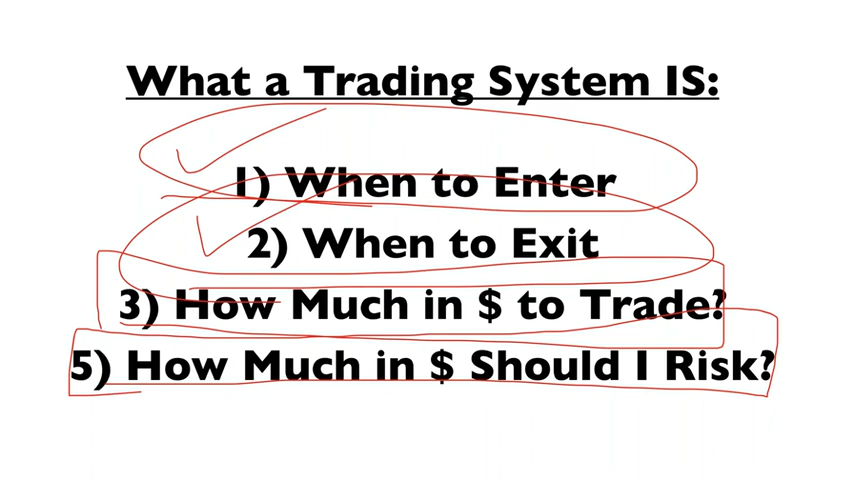 What a Trading System IS:
1) When to Enter
2) When to Exit
3) How Much in $ to Trade?
5) How Much in $ Should I Risk?